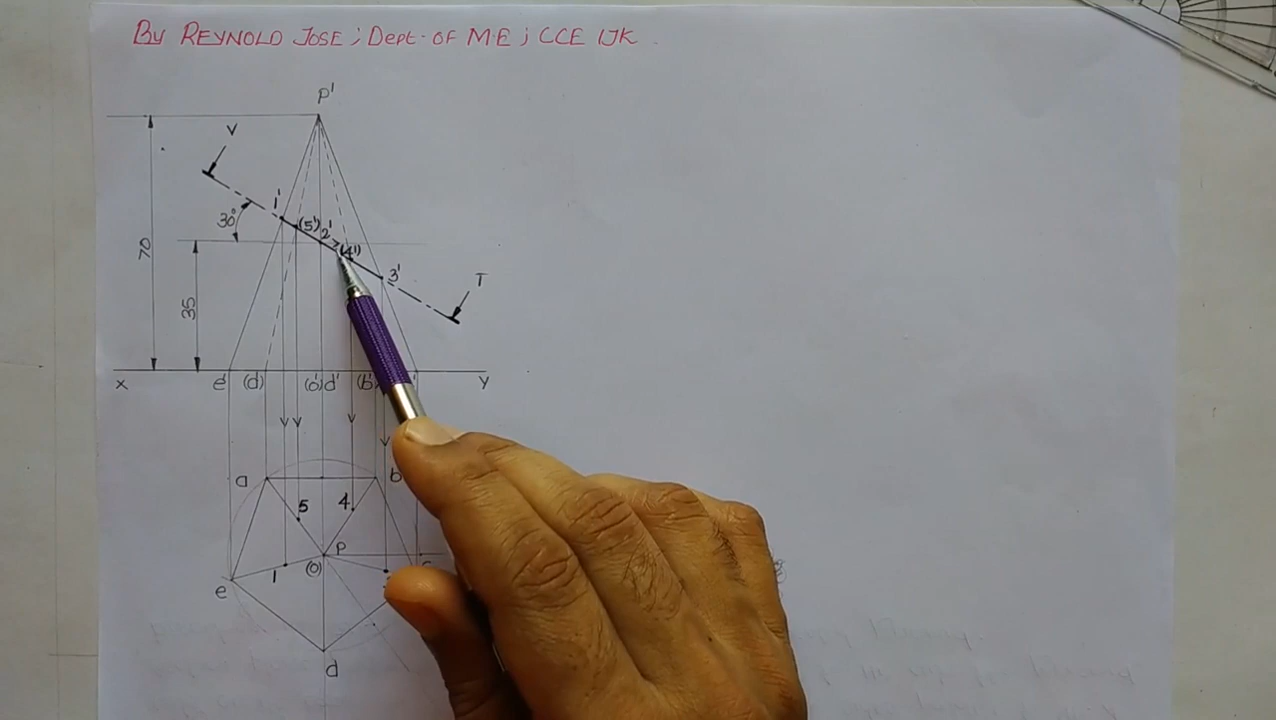 By REYNOLD JOSE ; Dept. OF M.E ; CCE IJK.
p'
V
1'
30°
(5')
2'
(4')
3'
T
70
35
x
e'
(o')
d'
y
a
b
5
4
p
(o)
1
e
d